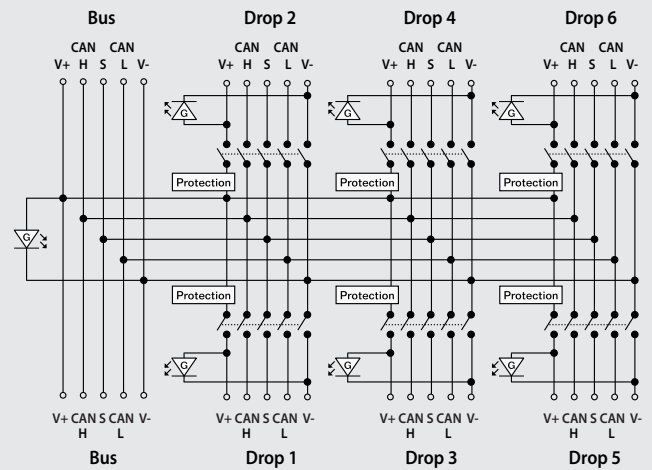 Bus Drop 2 Drop 4 Drop 6
CAN CAN CAN CAN CAN CAN CAN CAN
V+ H S L V- V+ H S L V- V+ H S L V- V+ H S L V-
G G G
Protection Protection Protection
G
Protection Protection Protection
G G G
V+ CAN S CAN V- V+ CAN S CAN V- V+ CAN S CAN V- V+ CAN S CAN V-
H L H L H L H L
Bus Drop 1 Drop 3 Drop 5